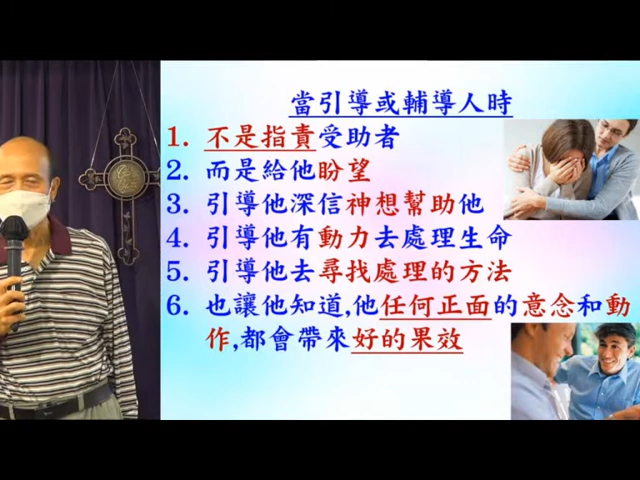 當引導或輔導人時
1. 不是指責受助者
2. 而是給他盼望
3. 引導他深信神想幫助他
4. 引導他有動力去處理生命
5. 引導他去尋找處理的方法
6. 也讓他知道,他任何正面的意念和動
作,都會帶來好的果效